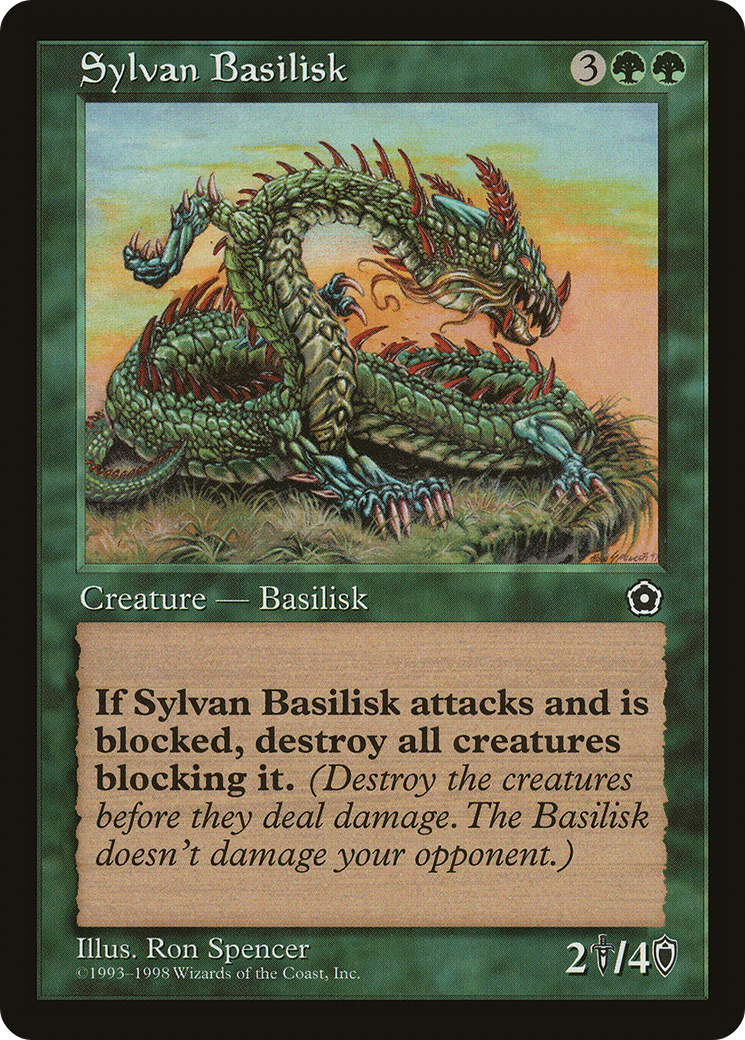 Sylvan Basilisk 3
Creature — Basilisk
If Sylvan Basilisk attacks and is
blocked, destroy all creatures
blocking it. (Destroy the creatures
before they deal damage. The Basilisk
doesn't damage your opponent.)
Illus. Ron Spencer
©1993–1998 Wizards of the Coast, Inc.
2/4